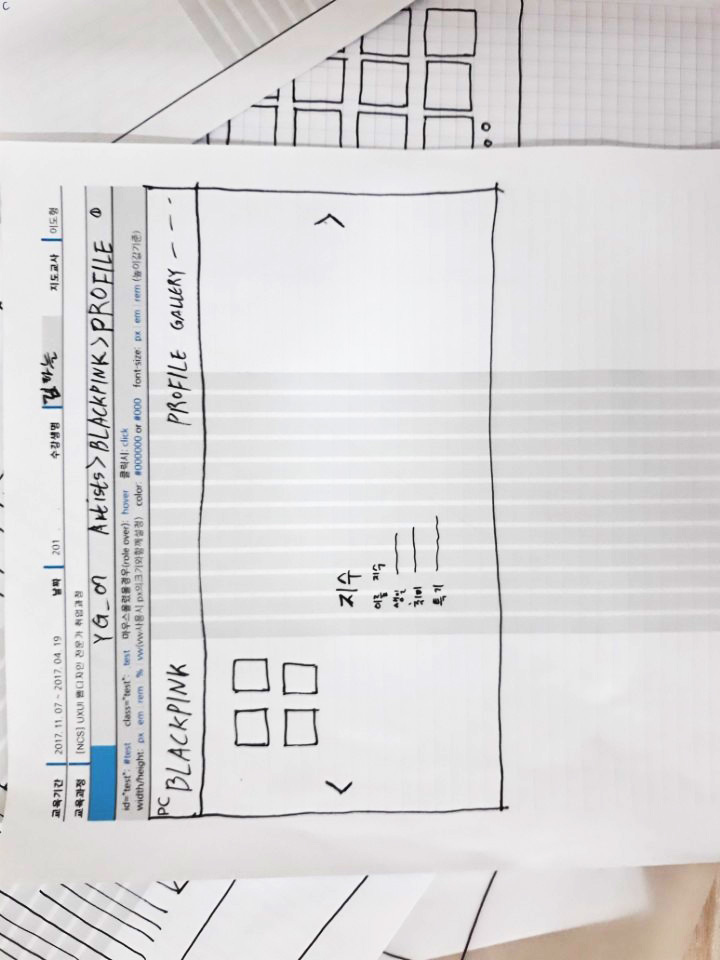 교육기간 2017. 11. 07 ~ 2017. 04. 19 날짜 201 . . 수강생명 김하늘 지도교사 이도형
교육과정 [NCS] UXUI 웹디자인 전문가 취업과정
YG_on Artists>BLACKPINK>PROFILE ①
id="test": #test class="test": .test 마우스올렸을경우(role over): hover 클릭시: click
width/height: px em rem % vw(vw사용시 px의크기와함께설정) color: #000000 or #000 font-size: px em rem (높이값기준)
PC
BLACKPINK PROFILE GALLERY
< >
지수
이름 지수
생일
취미
특기